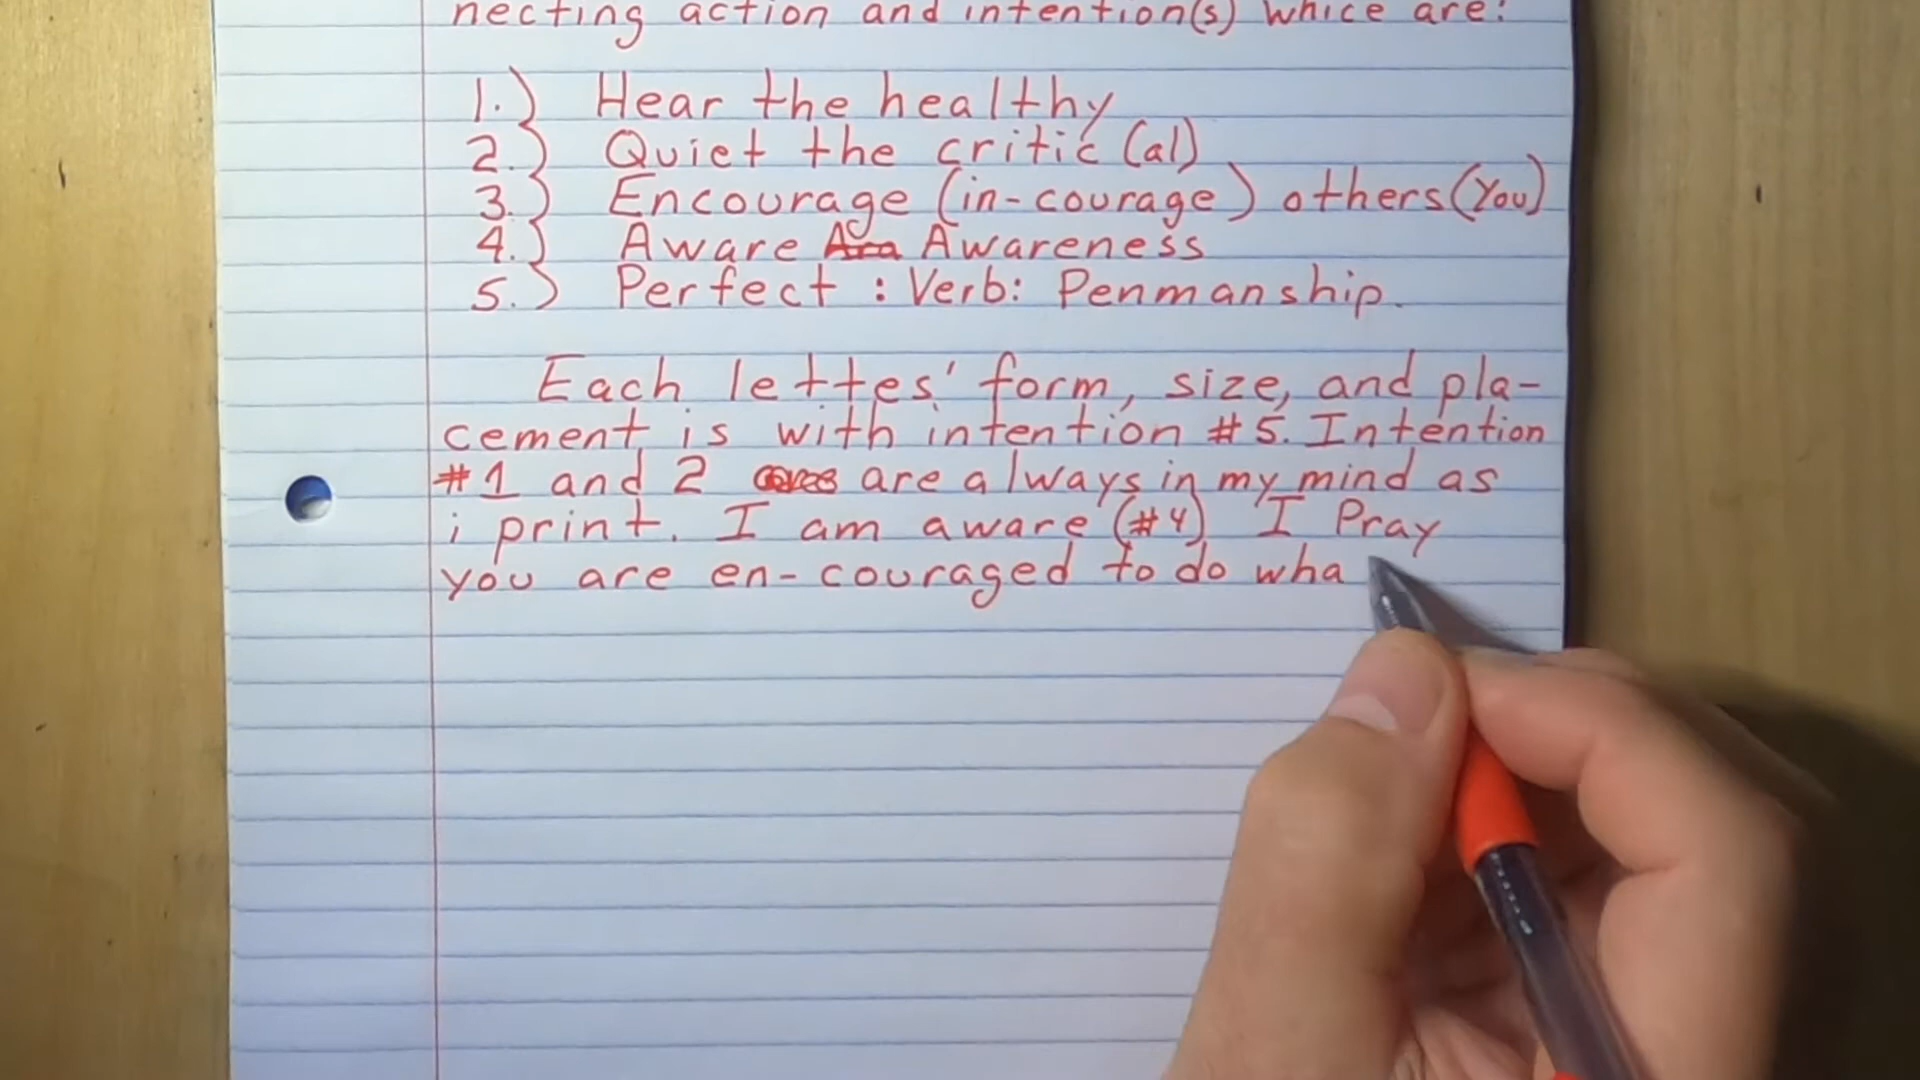 necting action and intention(s) whice are:
1.) Hear the healthy
2.) Quiet the critic (al)
3.) Encourage (in-courage) others (You)
4.) Aware Awareness
5.) Perfect : Verb: Penmanship.
Each lettes' form, size, and pla-
cement is with intention #5. Intention
#1 and 2 are always in my mind as
i print. I am aware (#4) I Pray
you are en-couraged to do wha